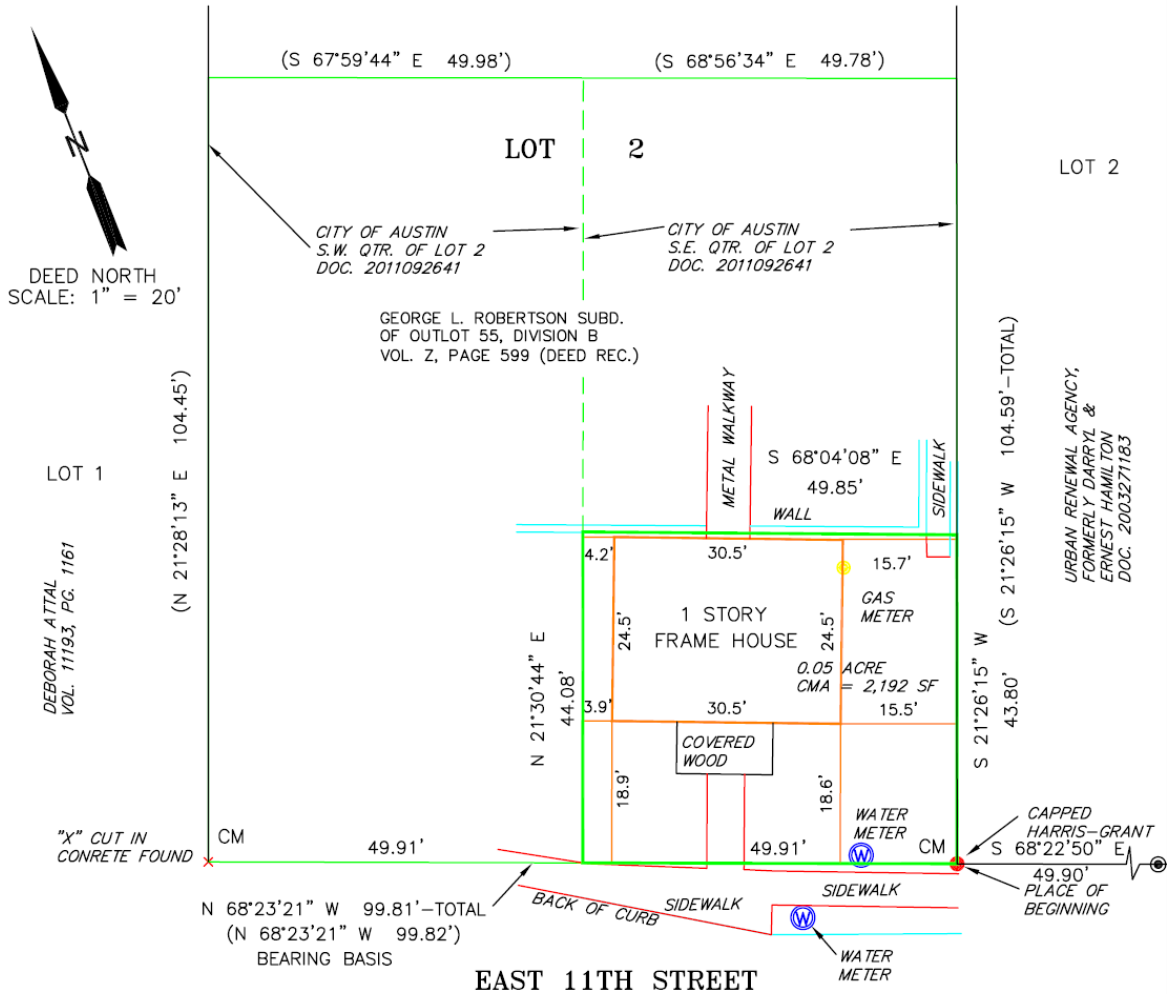 (S 67°59'44" E 49.98')
(S 68°56'34" E 49.78')
N
LOT 2
LOT 2
CITY OF AUSTIN
S.W. QTR. OF LOT 2
DOC. 2011092641
CITY OF AUSTIN
S.E. QTR. OF LOT 2
DOC. 2011092641
DEED NORTH
SCALE: 1" = 20'
GEORGE L. ROBERTSON SUBD.
OF OUTLOT 55, DIVISION B
VOL. Z, PAGE 599 (DEED REC.)
(N 21°28'13" E 104.45')
LOT 1
DEBORAH ATTAL
VOL. 11193, PG. 1161
METAL WALKWAY
S 68°04'08" E
49.85'
WALL
SIDEWALK
(S 21°26'15" W 104.59'-TOTAL)
URBAN RENEWAL AGENCY,
FORMERLY DARRYL &
ERNEST HAMILTON
DOC. 2003271183
4.2'
30.5'
15.7'
GAS
METER
24.5'
1 STORY
FRAME HOUSE
24.5'
0.05 ACRE
CMA = 2,192 SF
N 21°30'44" E
44.08'
3.9'
30.5'
15.5'
S 21°26'15" W
43.80'
COVERED
WOOD
18.9'
18.6'
WATER
METER
W
CM
CAPPED
HARRIS-GRANT
S 68°22'50" E
49.90'
PLACE OF
BEGINNING
"X" CUT IN
CONRETE FOUND
CM
49.91'
49.91'
N 68°23'21" W 99.81'-TOTAL
(N 68°23'21" W 99.82')
BEARING BASIS
BACK OF CURB
SIDEWALK
SIDEWALK
W
WATER
METER
EAST 11TH STREET